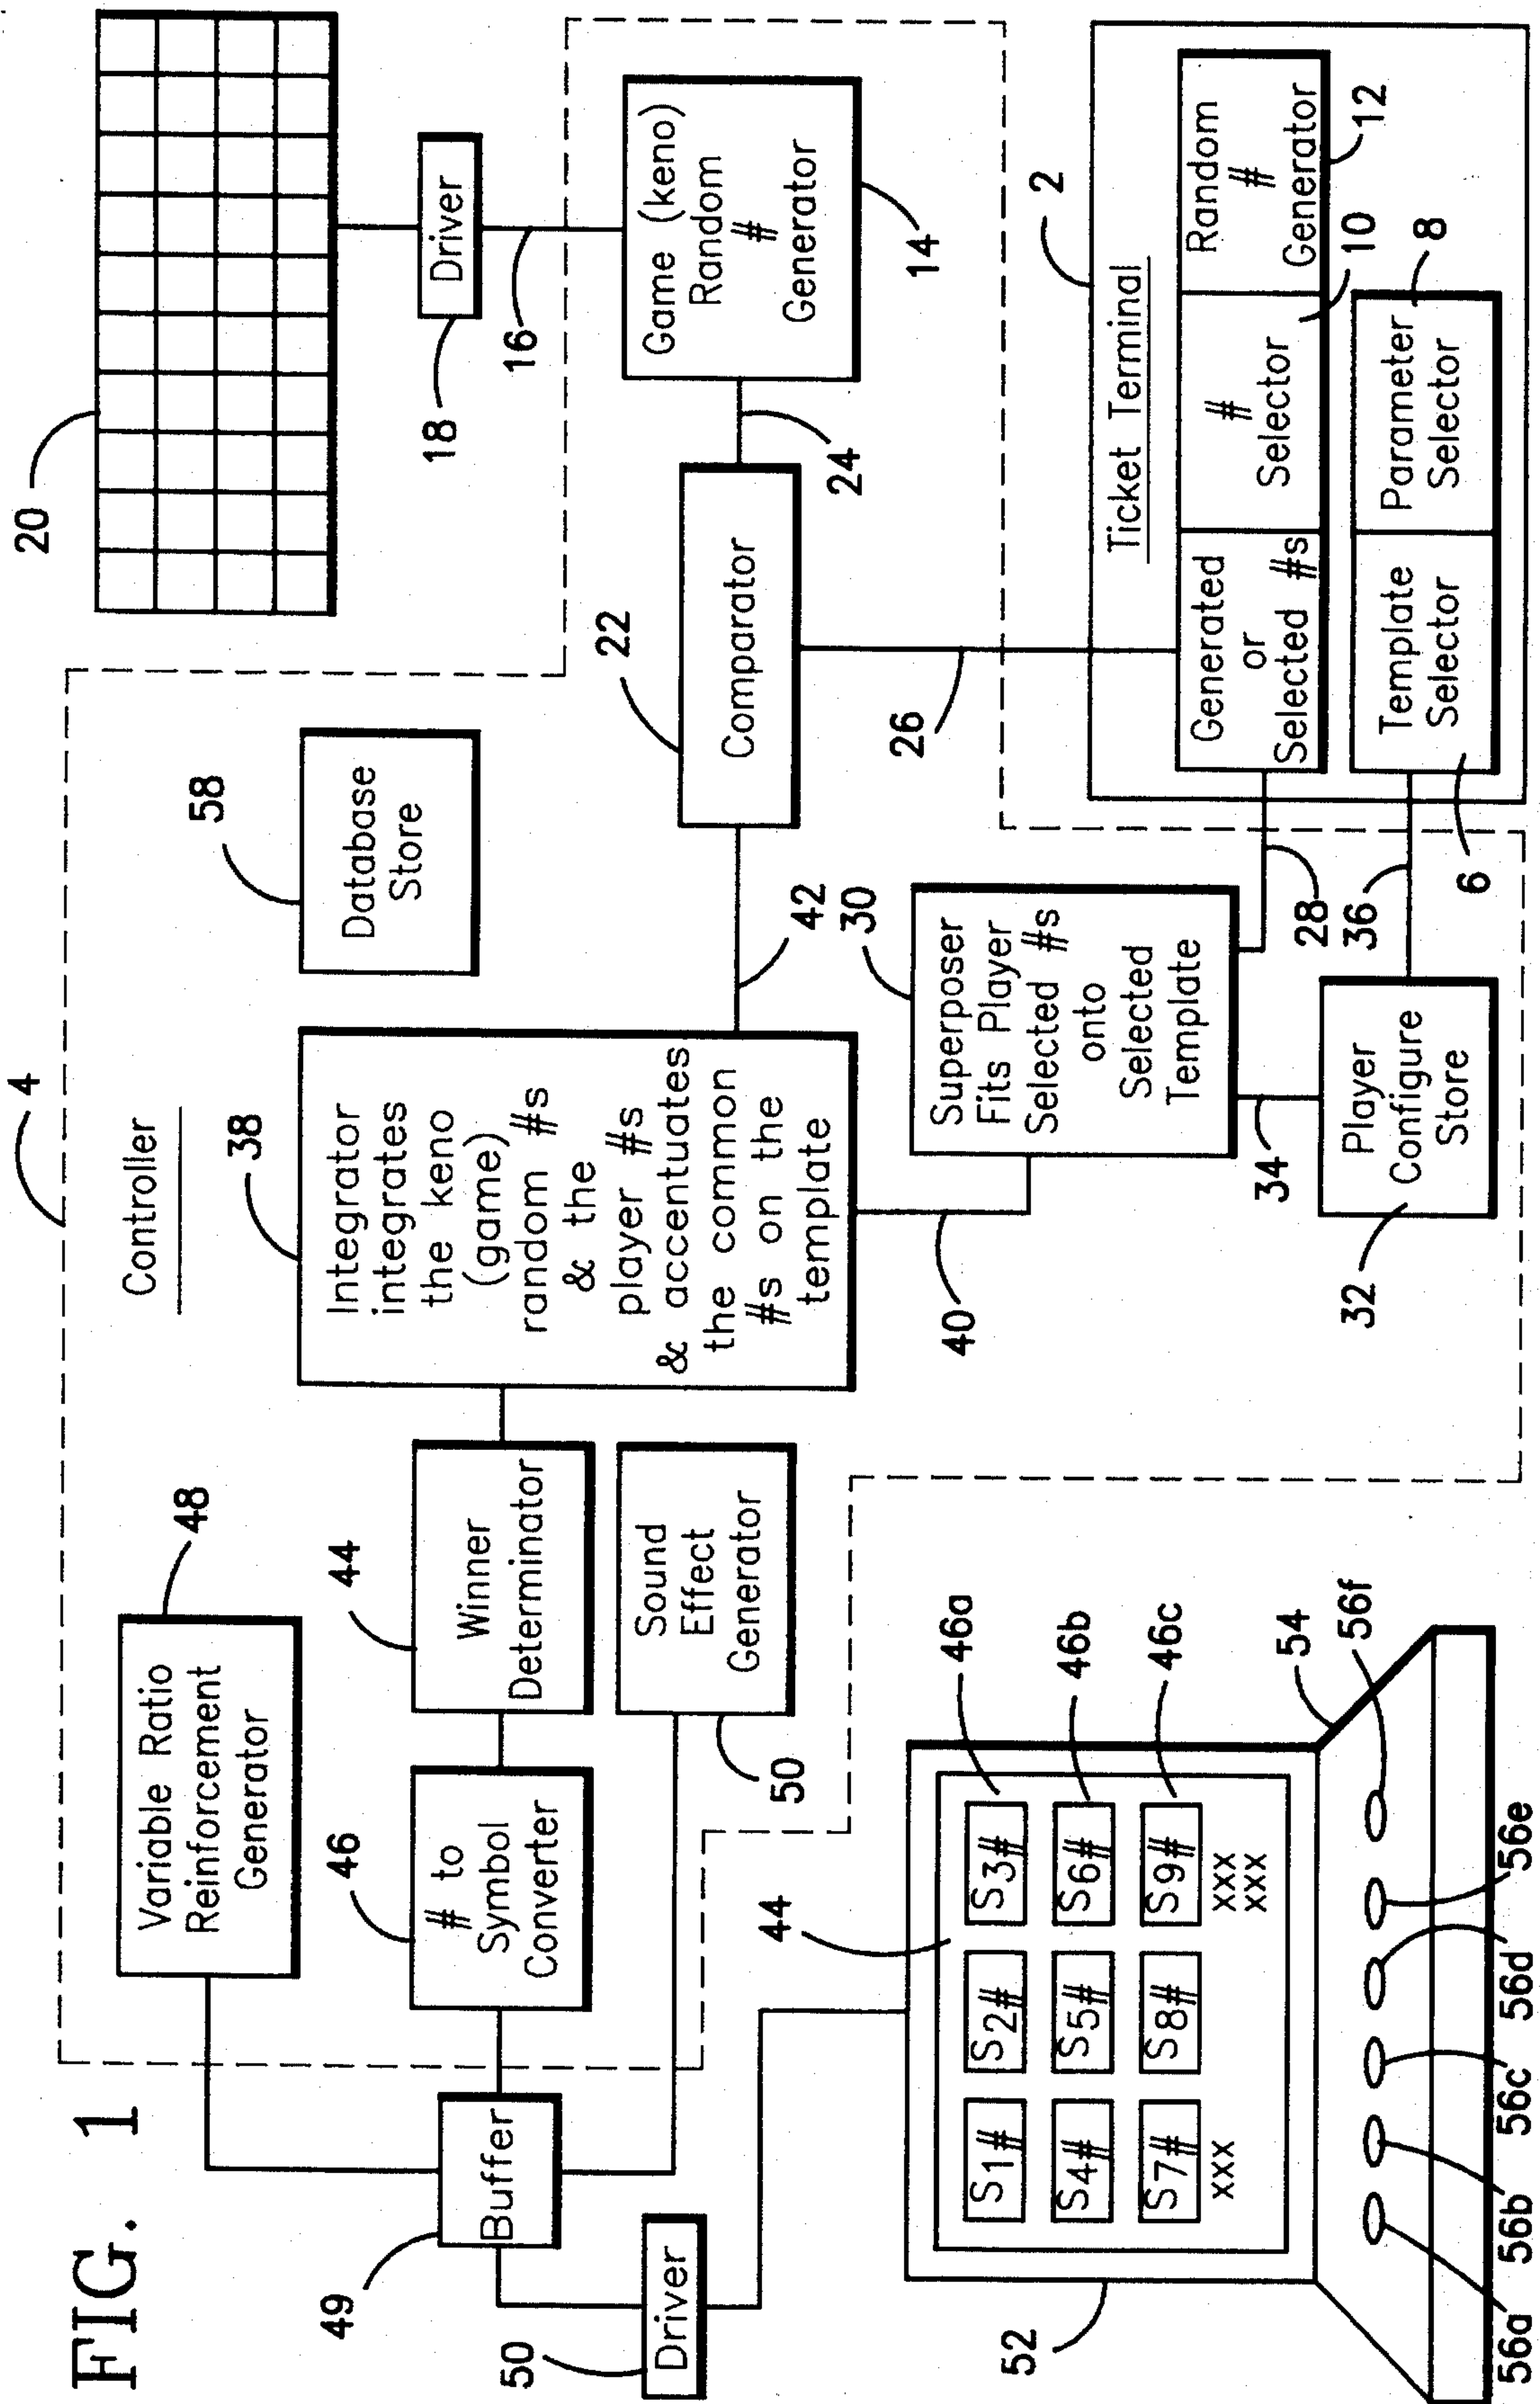 FIG. 1
4
Controller
48
Variable Ratio
Reinforcement
Generator
46
# to
Symbol
Converter
44
Winner
Determinator
Sound
Effect
Generator
50
49
Buffer
50
Driver
38
Integrator
integrates
the keno
(game)
random #s
& the
player #s
& accentuates
the common
#s on the
template
58
Database
Store
20
18
Driver
16
Game (keno)
Random
#
Generator
14
24
22
Comparator
26
42
30
Superposer
Fits Player
Selected #s
onto
Selected
Template
28
40
34
32
Player
Configure
Store
36
2
Ticket Terminal
Generated
or
Selected #s
#
Selector
10
Random
#
Generator
12
Template
Selector
6
Parameter
Selector
8
44
46a
46b
46c
S1#
S2#
S3#
S4#
S5#
S6#
S7#
S8#
S9#
xxx
xxx
xxx
52
54
56a
56b
56c
56d
56e
56f